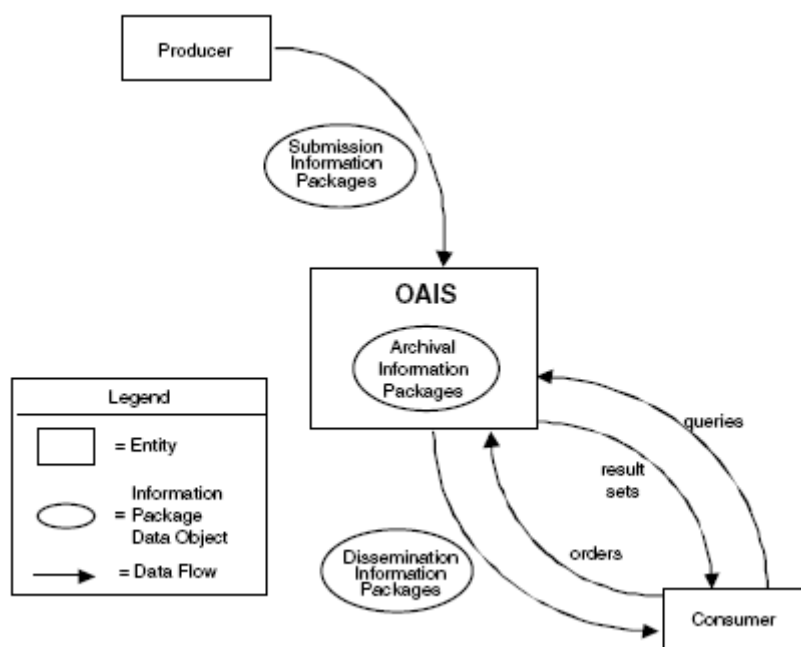 Producer
Submission
Information
Packages
OAIS
Archival
Information
Packages
queries
result
sets
orders
Dissemination
Information
Packages
Consumer
Legend
= Entity
Information
= Package
Data Object
= Data Flow